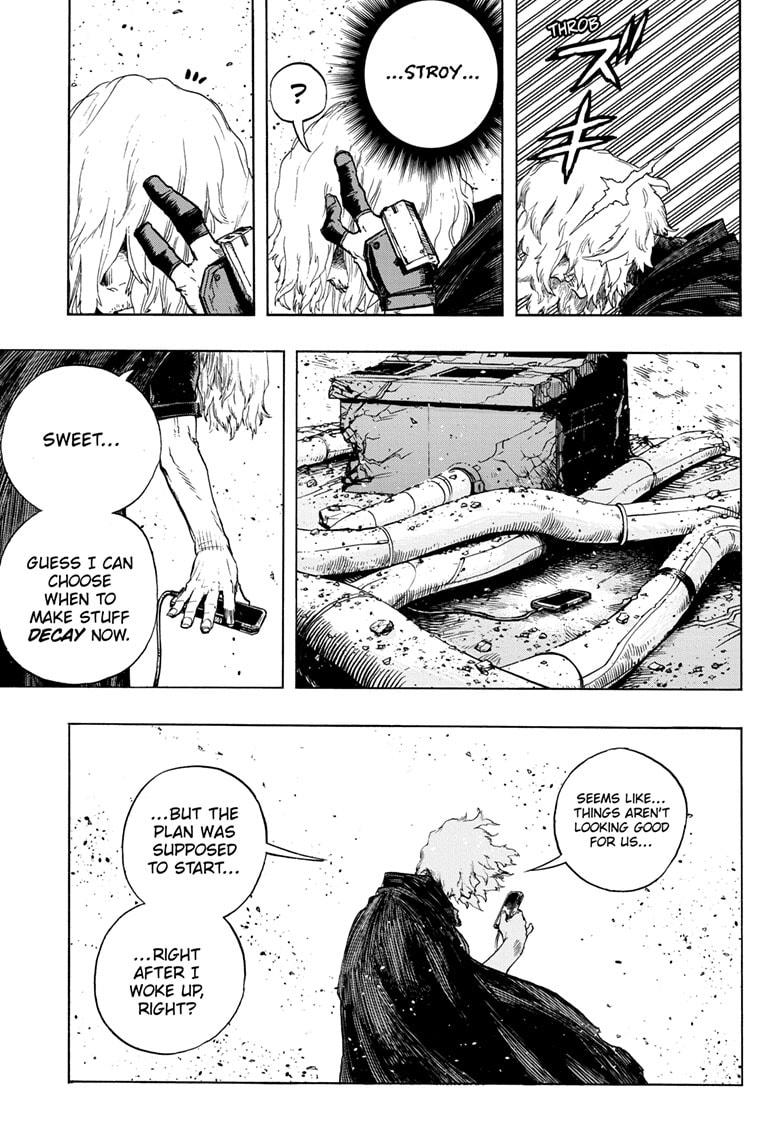 THROB
ズ
キ
...STROY...
?
SEEMS LIKE...
THINGS AREN'T
LOOKING GOOD
FOR US...
SWEET...
GUESS I CAN
CHOOSE
WHEN TO
MAKE STUFF
DECAY NOW.
...BUT THE
PLAN WAS
SUPPOSED
TO START...
...RIGHT
AFTER I
WOKE UP,
RIGHT?